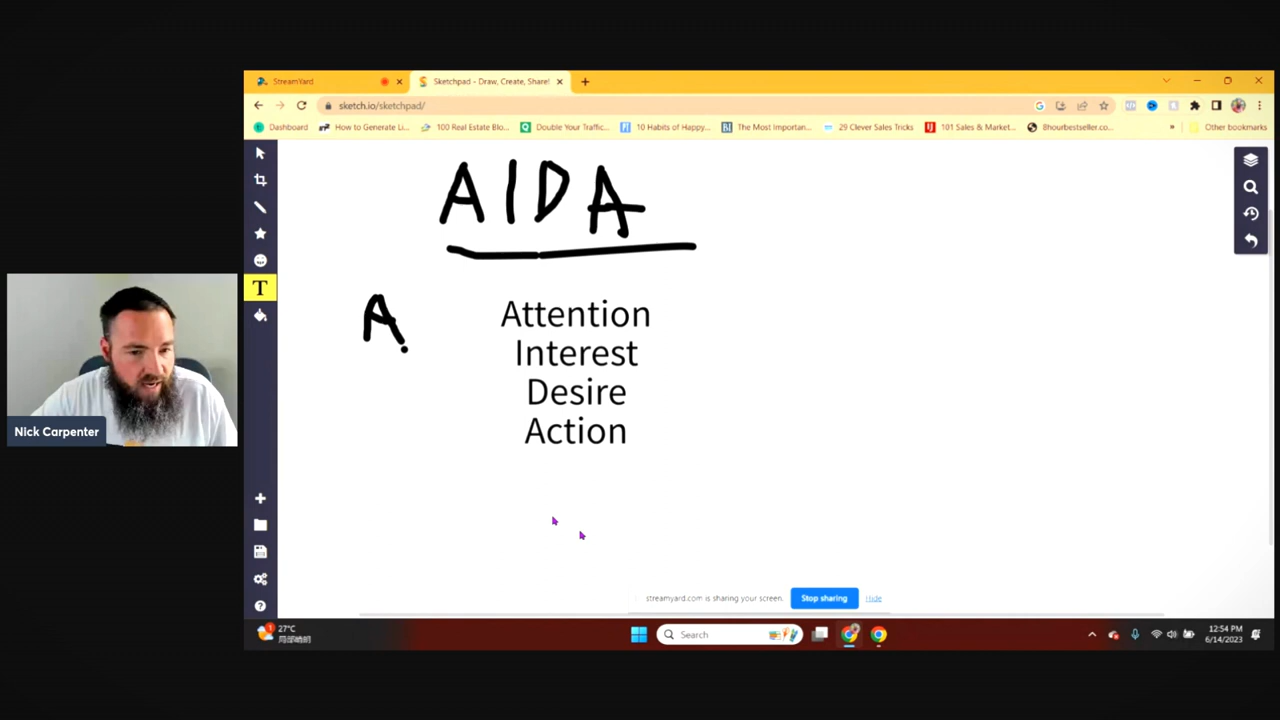 StreamYard
Sketchpad - Draw, Create, Share!
sketch.io/sketchpad/
Dashboard
How to Generate Li...
100 Real Estate Blo...
Double Your Traffic...
10 Habits of Happy...
The Most Importan...
29 Clever Sales Tricks
101 Sales & Market...
8hourbestseller.co...
Other bookmarks
AIDA
A
Attention
Interest
Desire
Action
T
Nick Carpenter
streamyard.com is sharing your screen.
Stop sharing
Hide
27°C
Search
12:54 PM
6/14/2023